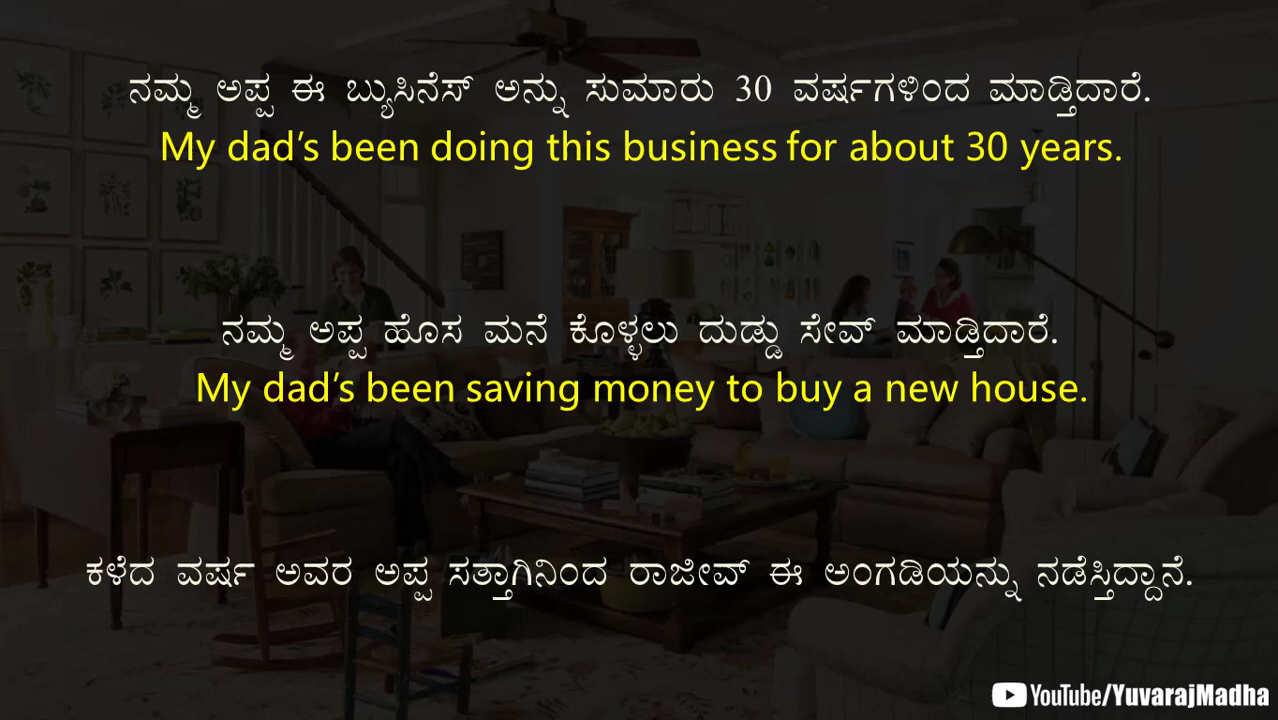 ನಮ್ಮ ಅಪ್ಪ ಈ ಬ್ಯುಸಿನೆಸ್ ಅನ್ನು ಸುಮಾರು 30 ವರ್ಷಗಳಿಂದ ಮಾಡ್ತಿದಾರೆ.
My dad’s been doing this business for about 30 years.
ನಮ್ಮ ಅಪ್ಪ ಹೊಸ ಮನೆ ಕೊಳ್ಳಲು ದುಡ್ಡು ಸೇವ್ ಮಾಡ್ತಿದಾರೆ.
My dad’s been saving money to buy a new house.
ಕಳೆದ ವರ್ಷ ಅವರ ಅಪ್ಪ ಸತ್ತಾಗಿನಿಂದ ರಾಜೀವ್ ಈ ಅಂಗಡಿಯನ್ನು ನಡೆಸ್ತಿದ್ದಾನೆ.
YouTube/YuvarajMadha